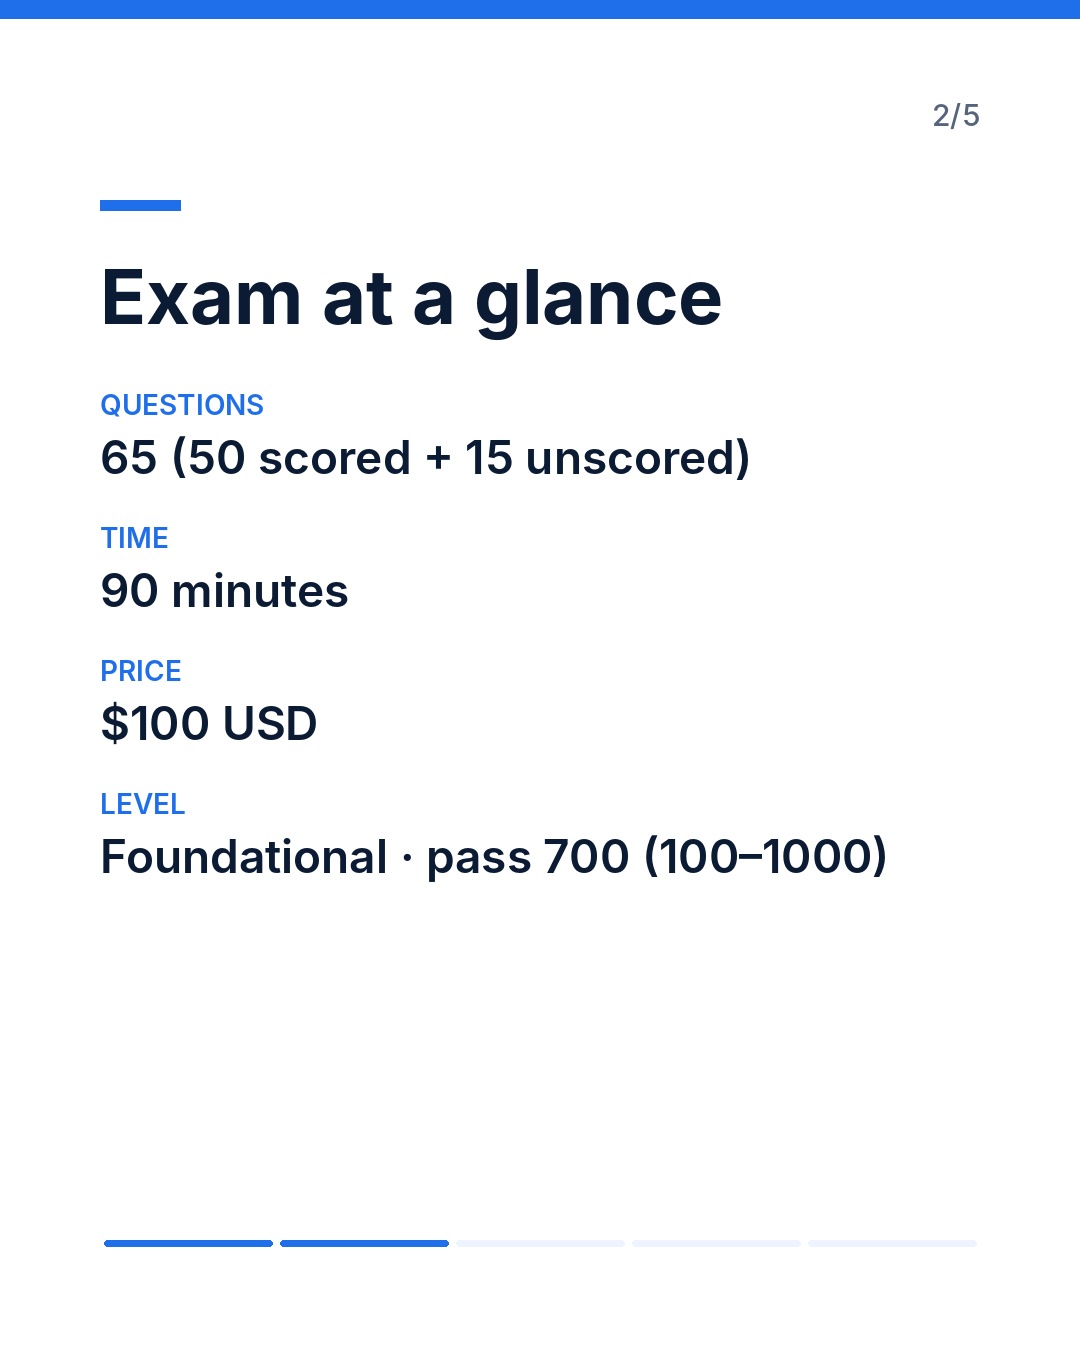 2/5
Exam at a glance
QUESTIONS
65 (50 scored + 15 unscored)
TIME
90 minutes
PRICE
$100 USD
LEVEL
Foundational · pass 700 (100–1000)